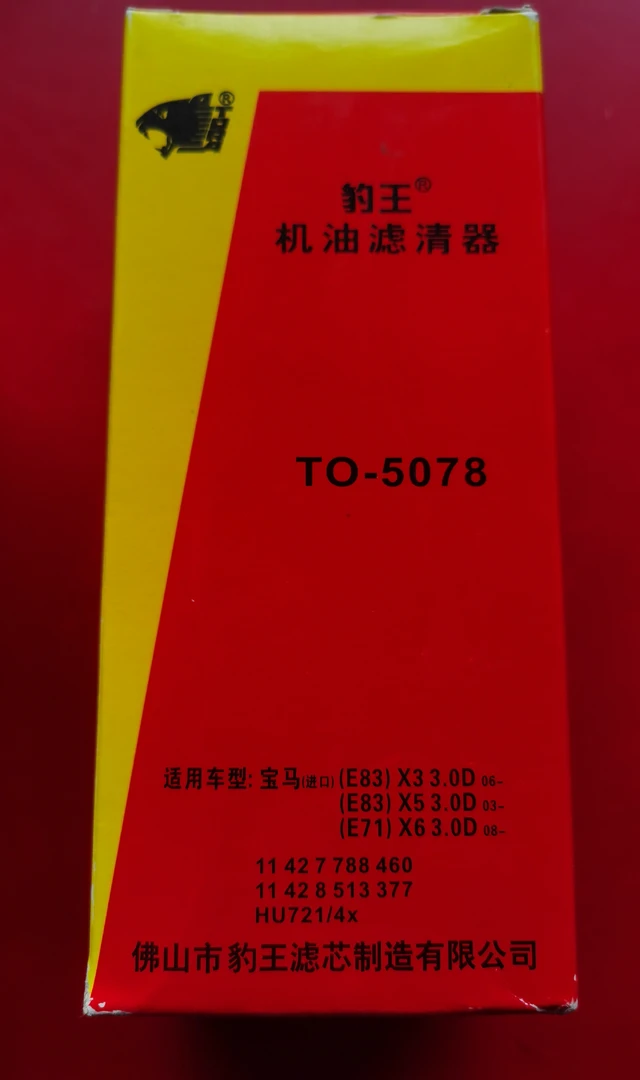 豹王®
机油滤清器
TO-5078
适用车型: 宝马(进口) (E83) X3 3.0D 06-
(E83) X5 3.0D 03-
(E71) X6 3.0D 08-
11 42 7 788 460
11 42 8 513 377
HU721/4x
佛山市豹王滤芯制造有限公司